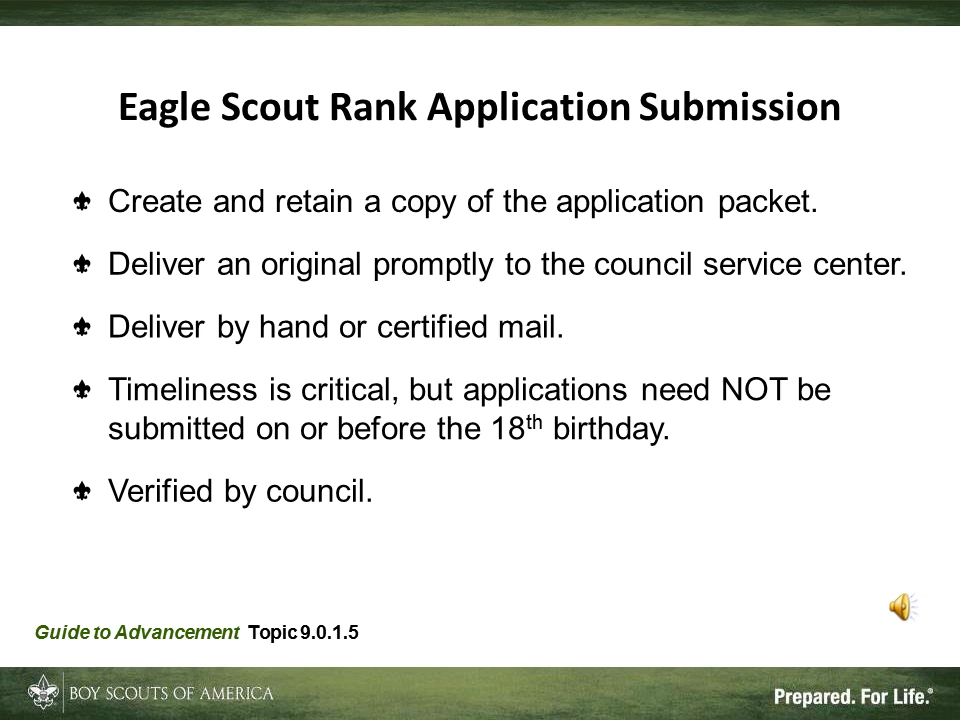 Eagle Scout Rank Application Submission
Create and retain a copy of the application packet.
Deliver an original promptly to the council service center.
Deliver by hand or certified mail.
Timeliness is critical, but applications need NOT be
submitted on or before the 18th birthday.
Verified by council.
Guide to Advancement Topic 9.0.1.5
BOY SCOUTS OF AMERICA
Prepared. For Life.®